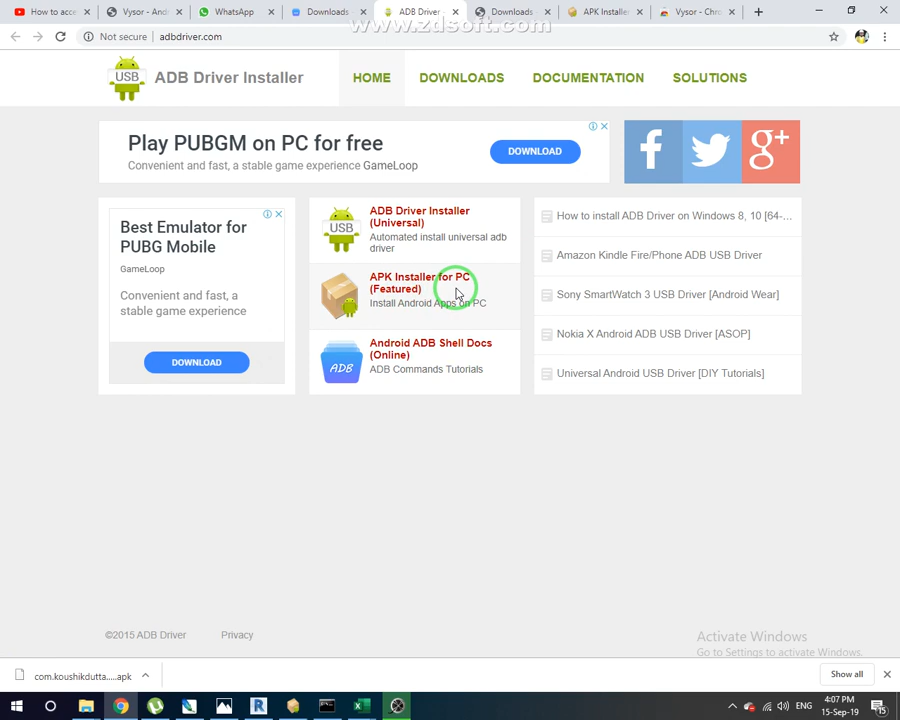 How to acce
Vysor - And
WhatsApp
Downloads
ADB Driver
Downloads
APK Installer
Vysor - Chro
www.zdsoft.com
Not secure
adbdriver.com
USB
ADB Driver Installer
HOME
DOWNLOADS
DOCUMENTATION
SOLUTIONS
Play PUBGM on PC for free
Convenient and fast, a stable game experience GameLoop
DOWNLOAD
f
g+
Best Emulator for
PUBG Mobile
GameLoop
Convenient and fast, a
stable game experience
DOWNLOAD
USB
ADB Driver Installer
(Universal)
Automated install universal adb
driver
APK Installer for PC
(Featured)
Install Android Apps on PC
ADB
Android ADB Shell Docs
(Online)
ADB Commands Tutorials
How to install ADB Driver on Windows 8, 10 [64-...
Amazon Kindle Fire/Phone ADB USB Driver
Sony SmartWatch 3 USB Driver [Android Wear]
Nokia X Android ADB USB Driver [ASOP]
Universal Android USB Driver [DIY Tutorials]
©2015 ADB Driver
Privacy
Activate Windows
Go to Settings to activate Windows.
com.koushikdutta.....apk
Show all
ENG
4:07 PM
15-Sep-19
15